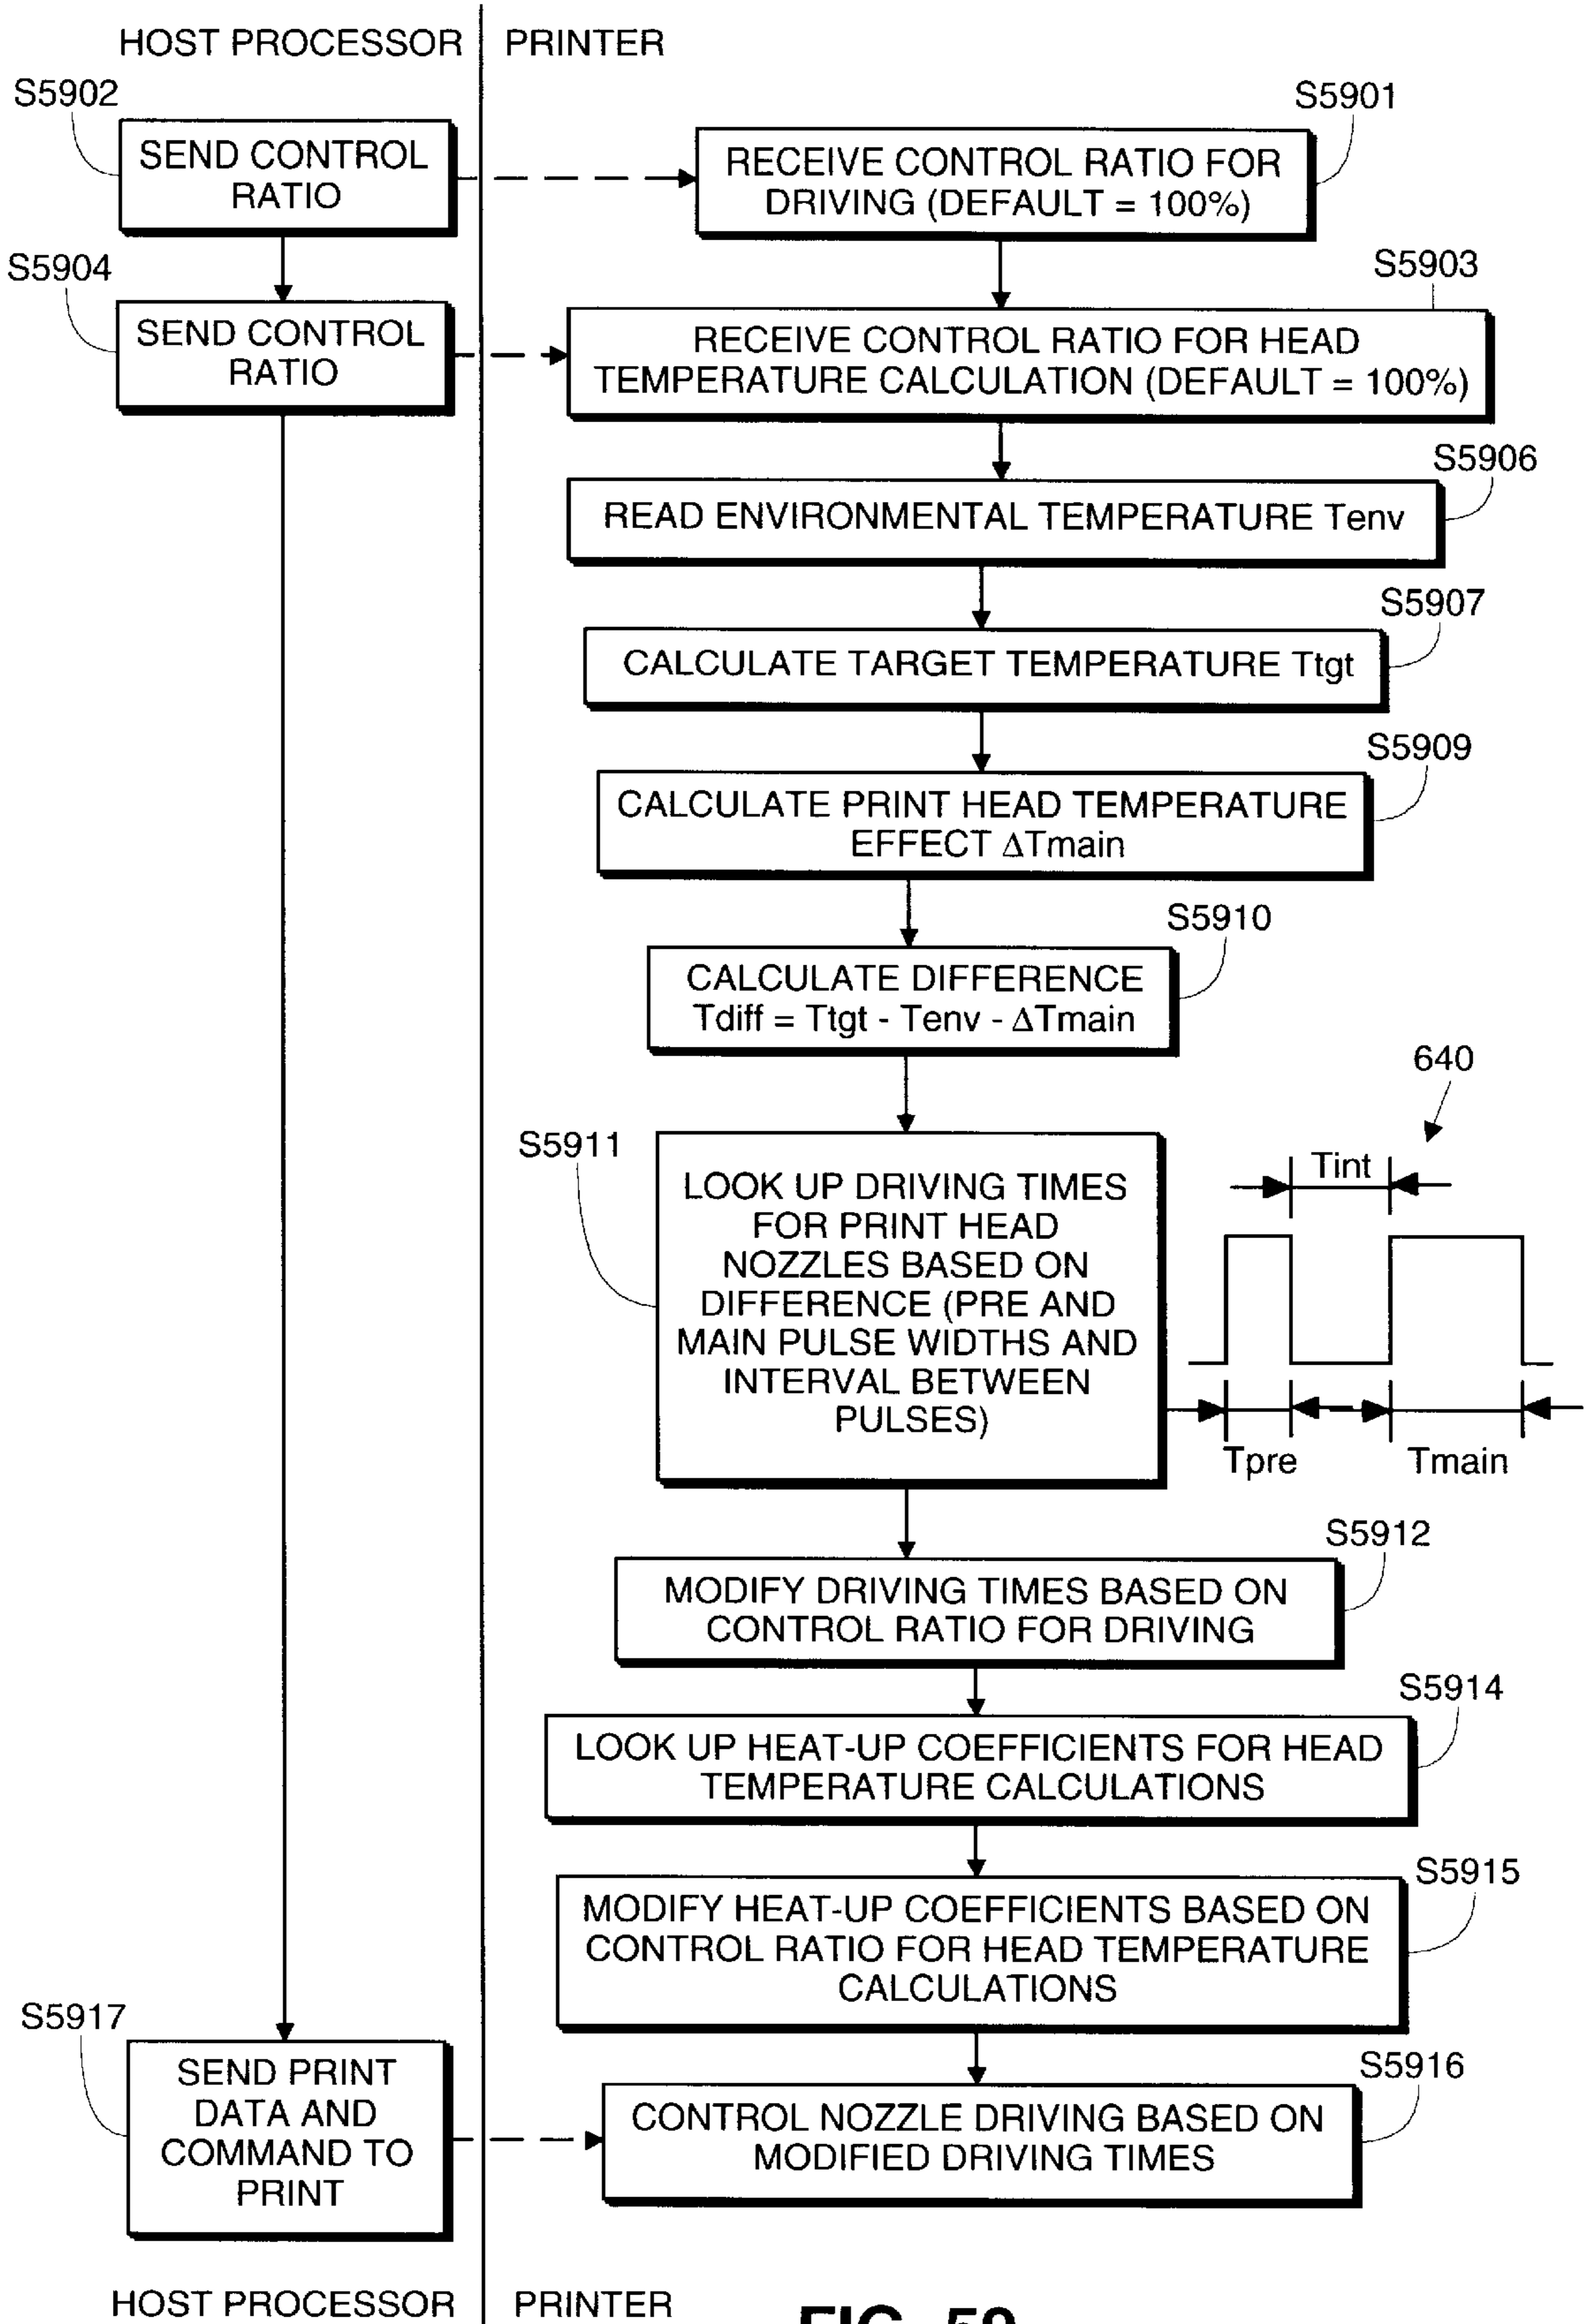 HOST PROCESSOR
PRINTER
S5902
SEND CONTROL
RATIO
S5901
RECEIVE CONTROL RATIO FOR
DRIVING (DEFAULT = 100%)
S5904
SEND CONTROL
RATIO
S5903
RECEIVE CONTROL RATIO FOR HEAD
TEMPERATURE CALCULATION (DEFAULT = 100%)
S5906
READ ENVIRONMENTAL TEMPERATURE Tenv
S5907
CALCULATE TARGET TEMPERATURE Ttgt
S5909
CALCULATE PRINT HEAD TEMPERATURE
EFFECT ΔTmain
S5910
CALCULATE DIFFERENCE
Tdiff = Ttgt - Tenv - ΔTmain
640
S5911
LOOK UP DRIVING TIMES
FOR PRINT HEAD
NOZZLES BASED ON
DIFFERENCE (PRE AND
MAIN PULSE WIDTHS AND
INTERVAL BETWEEN
PULSES)
Tint
Tpre
Tmain
S5912
MODIFY DRIVING TIMES BASED ON
CONTROL RATIO FOR DRIVING
S5914
LOOK UP HEAT-UP COEFFICIENTS FOR HEAD
TEMPERATURE CALCULATIONS
S5915
MODIFY HEAT-UP COEFFICIENTS BASED ON
CONTROL RATIO FOR HEAD TEMPERATURE
CALCULATIONS
S5917
SEND PRINT
DATA AND
COMMAND TO
PRINT
S5916
CONTROL NOZZLE DRIVING BASED ON
MODIFIED DRIVING TIMES
HOST PROCESSOR
PRINTER
FIG. 59